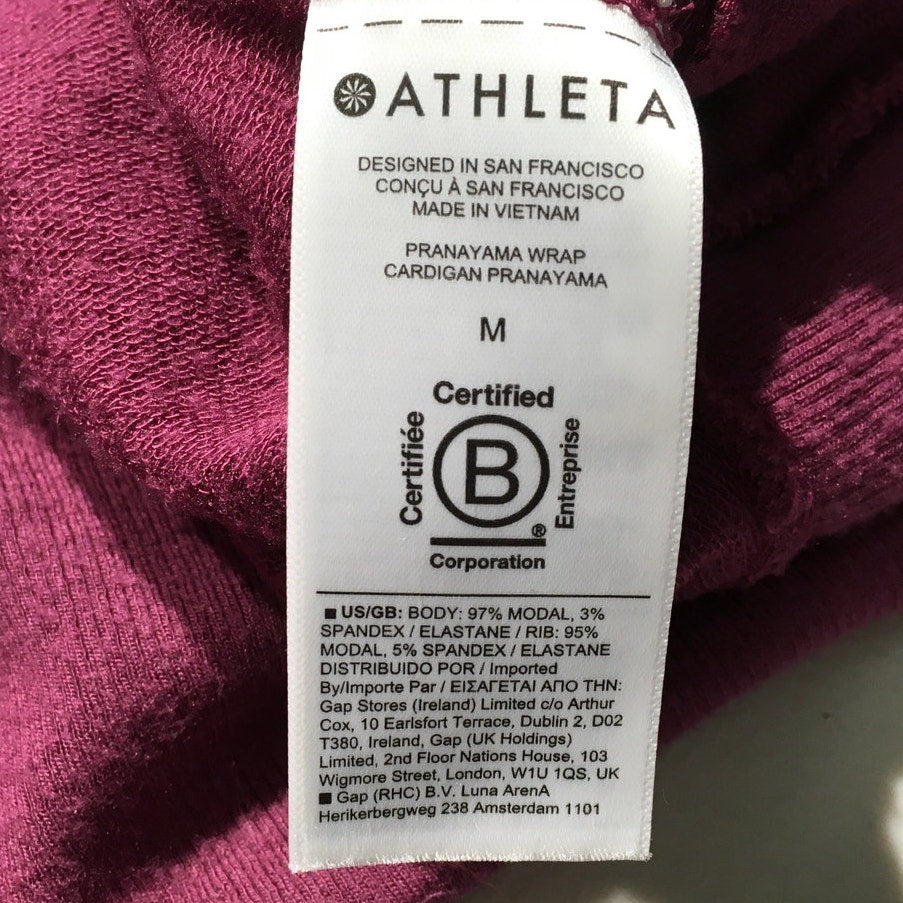 ATHLETA
DESIGNED IN SAN FRANCISCO
CONÇU À SAN FRANCISCO
MADE IN VIETNAM
PRANAYAMA WRAP
CARDIGAN PRANAYAMA
M
Certified
Certifiée
B
Entreprise
®
Corporation
■ US/GB: BODY: 97% MODAL, 3%
SPANDEX / ELASTANE / RIB: 95%
MODAL, 5% SPANDEX / ELASTANE
DISTRIBUIDO POR / Imported
By/Importe Par / ΕΙΣΑΓΕΤΑΙ ΑΠΟ ΤΗΝ:
Gap Stores (Ireland) Limited c/o Arthur
Cox, 10 Earlsfort Terrace, Dublin 2, D02
T380, Ireland, Gap (UK Holdings)
Limited, 2nd Floor Nations House, 103
Wigmore Street, London, W1U 1QS, UK
■ Gap (RHC) B.V. Luna ArenA
Herikerbergweg 238 Amsterdam 1101